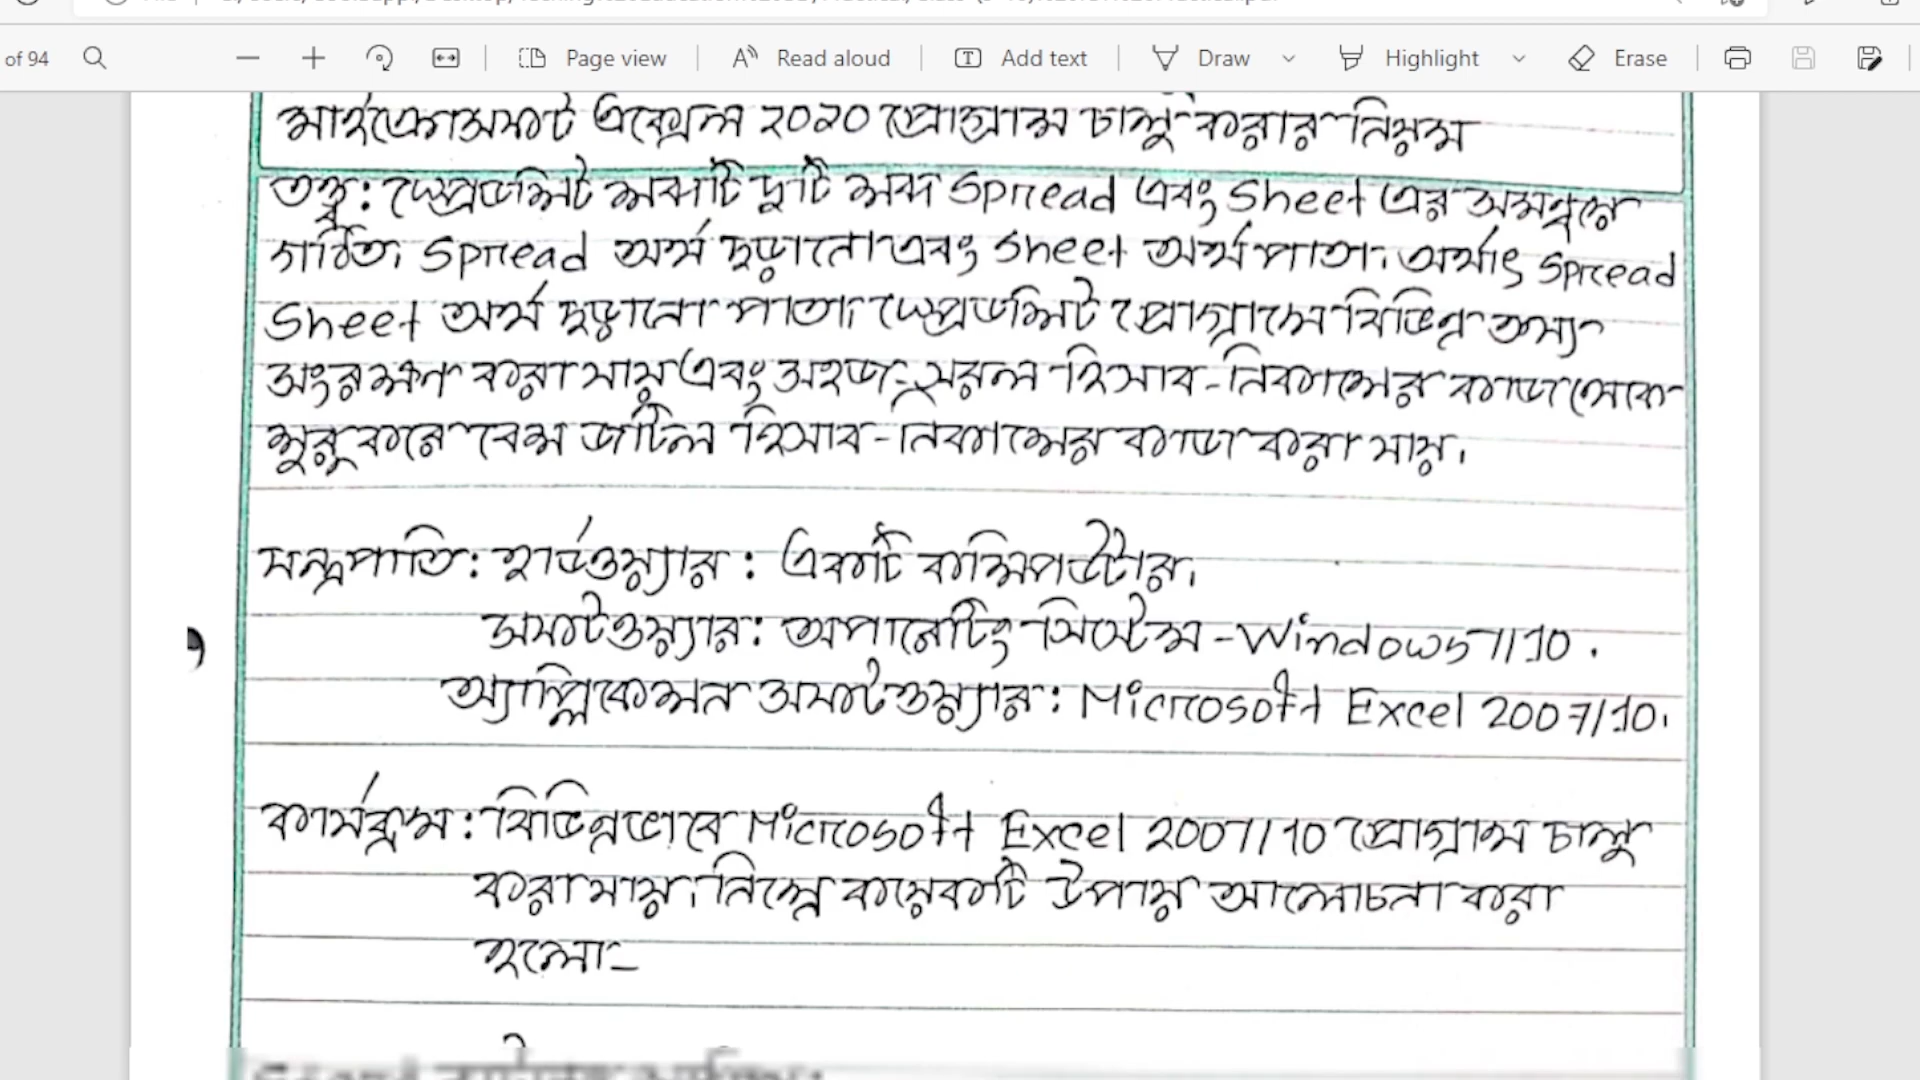 of 94 Page view Read aloud Add text Draw Highlight Erase
মাইক্রোসফট এক্সেল ২০১০ প্রোগ্রাম চালু করার নিয়ম
তত্ত্ব: স্প্রেডশিট শব্দটি দুটি শব্দ Spread এবং Sheet এর সমন্বয়ে
গঠিত। Spread অর্থ ছড়ানো এবং Sheet অর্থ পাতা। অর্থাৎ Spread
Sheet অর্থ ছড়ানো পাতা। স্প্রেডশিট প্রোগ্রামে বিভিন্ন তথ্য
সংরক্ষণ করা যায় এবং সহজ-সরল হিসাব-নিকাশের কাজ থেকে
শুরু করে বেশ জটিল হিসাব-নিকাশের কাজ করা যায়।
যন্ত্রপাতি: হার্ডওয়্যার: একটি কম্পিউটার।
সফটওয়্যার: অপারেটিং সিস্টেম-Windows7/10.
অ্যাপ্লিকেশন সফটওয়্যার: Microsoft Excel 2007/10.
কার্যক্রম: বিভিন্নভাবে Microsoft Excel 2007/10 প্রোগ্রাম চালু
করা যায়। নিম্নে কয়েকটি উপায় আলোচনা করা
হলো-